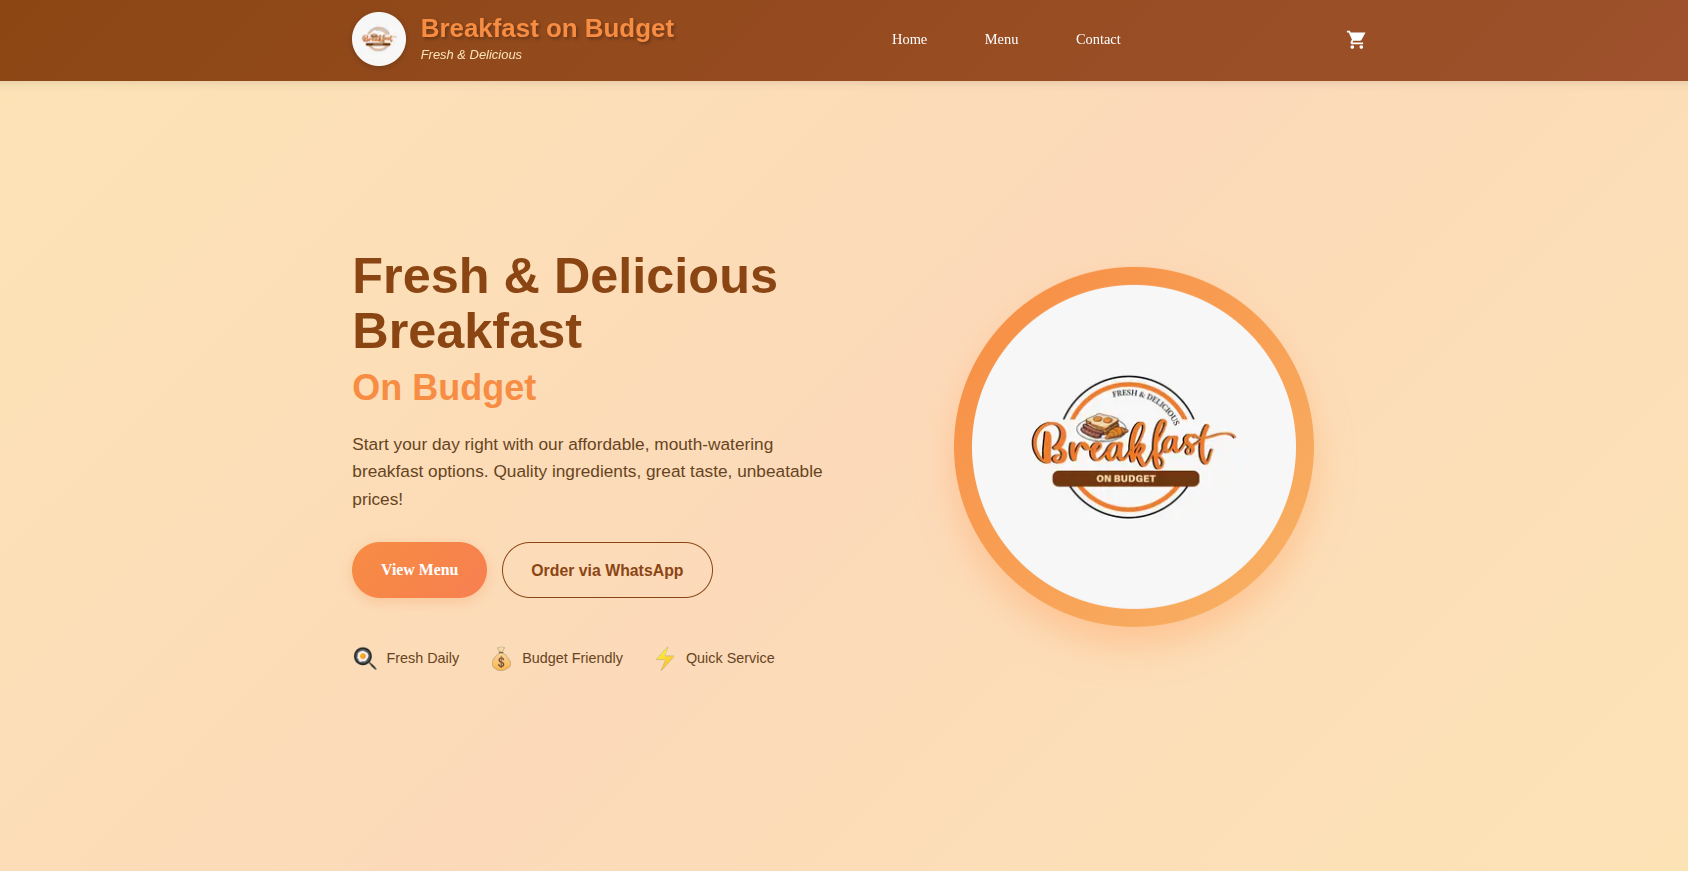 Breakfast on Budget
Fresh & Delicious
Home
Menu
Contact
Fresh & Delicious
Breakfast
On Budget
Start your day right with our affordable, mouth-watering
breakfast options. Quality ingredients, great taste, unbeatable
prices!
View Menu
Order via WhatsApp
Fresh Daily
Budget Friendly
Quick Service
FRESH & DELICIOUS
Breakfast
ON BUDGET